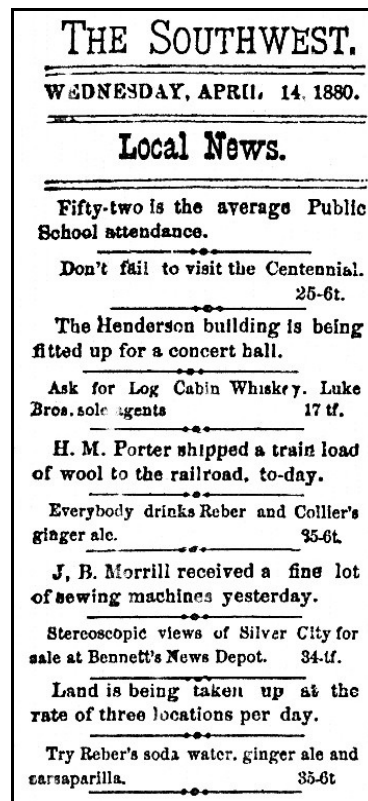 THE SOUTHWEST.
WEDNESDAY, APRIL 14, 1880.
Local News.
Fifty-two is the average Public
School attendance.
Don't fail to visit the Centennial.
25-6t.
The Henderson building is being
fitted up for a concert hall.
Ask for Log Cabin Whiskey. Luke
Bros. sole agents 17 tf.
H. M. Porter shipped a train load
of wool to the railroad, to-day.
Everybody drinks Reber and Collier's
ginger ale. 35-6t.
J. B. Morrill received a fine lot
of sewing machines yesterday.
Stereoscopic views of Silver City for
sale at Bennett's News Depot. 34-tf.
Land is being taken up at the
rate of three locations per day.
Try Reber's soda water, ginger ale and
sarsaparilla. 35-6t